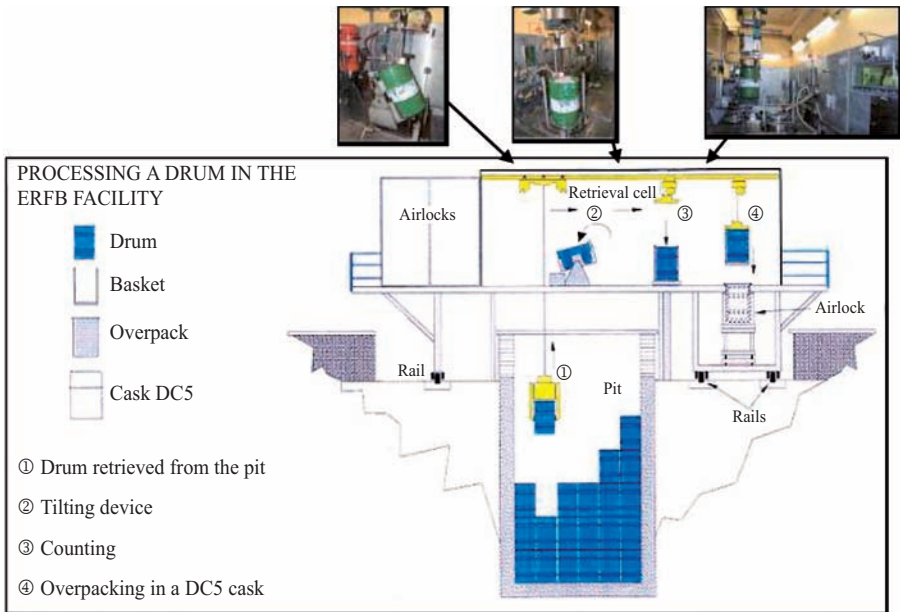 PROCESSING A DRUM IN THE
ERFB FACILITY
Drum
Basket
Overpack
Cask DC5
① Drum retrieved from the pit
② Tilting device
③ Counting
④ Overpacking in a DC5 cask
Airlocks
Retrieval cell
②
③
④
Airlock
Rail
①
Pit
Rails